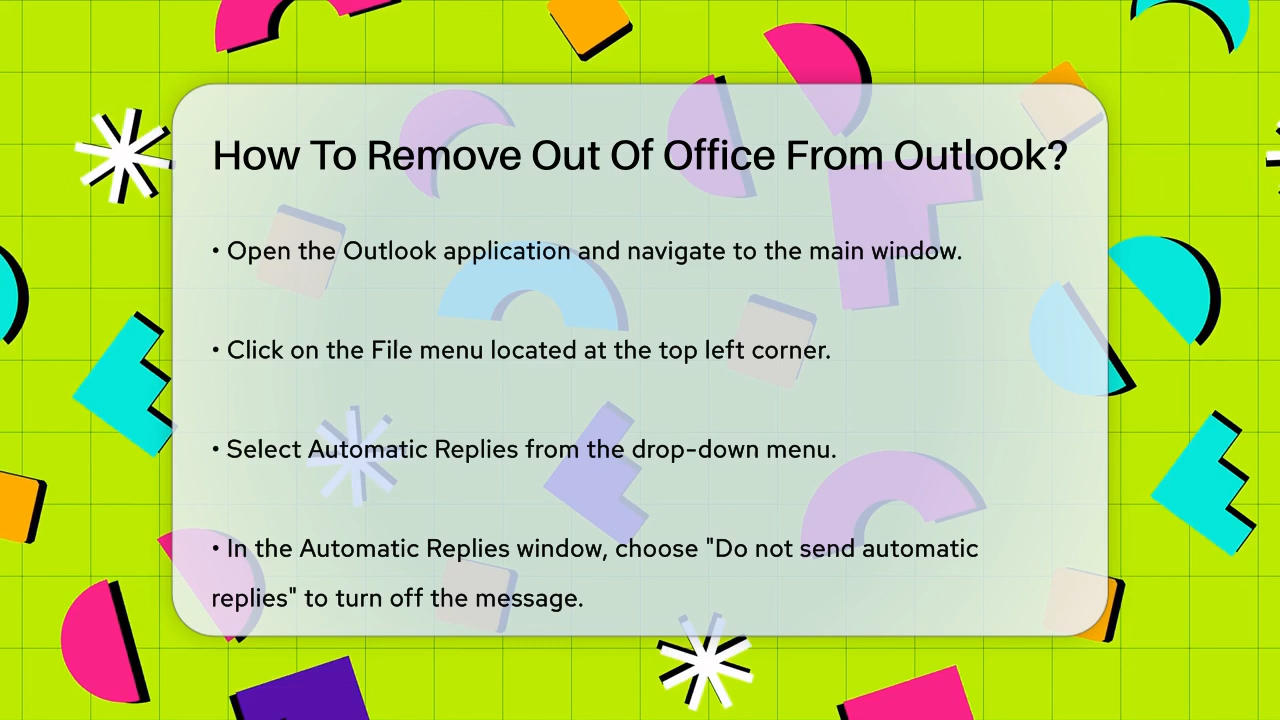 How To Remove Out Of Office From Outlook?
• Open the Outlook application and navigate to the main window.
• Click on the File menu located at the top left corner.
• Select Automatic Replies from the drop-down menu.
• In the Automatic Replies window, choose "Do not send automatic
replies" to turn off the message.